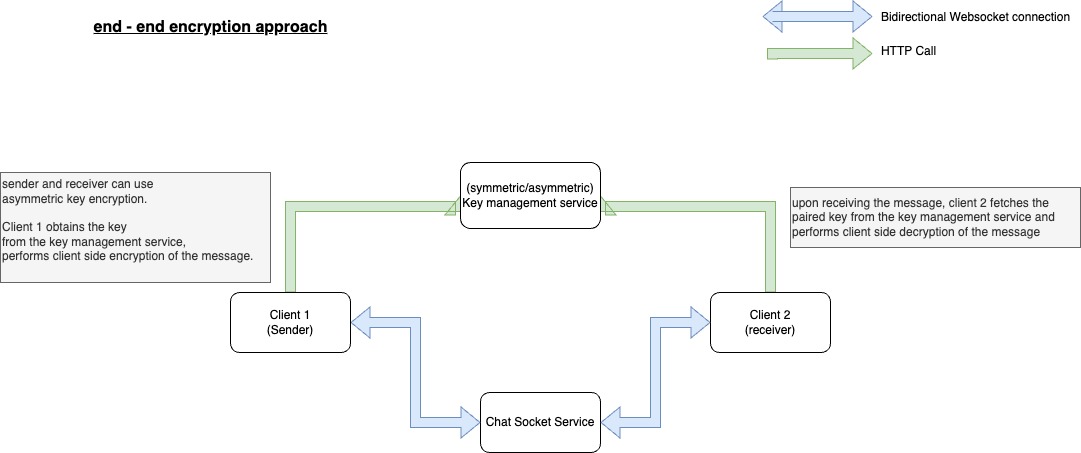 end - end encryption approach
Bidirectional Websocket connection
HTTP Call
(symmetric/asymmetric)
Key management service
sender and receiver can use
asymmetric key encryption.
Client 1 obtains the key
from the key management service,
performs client side encryption of the message.
upon receiving the message, client 2 fetches the
paired key from the key management service and
performs client side decryption of the message
Client 1
(Sender)
Client 2
(receiver)
Chat Socket Service